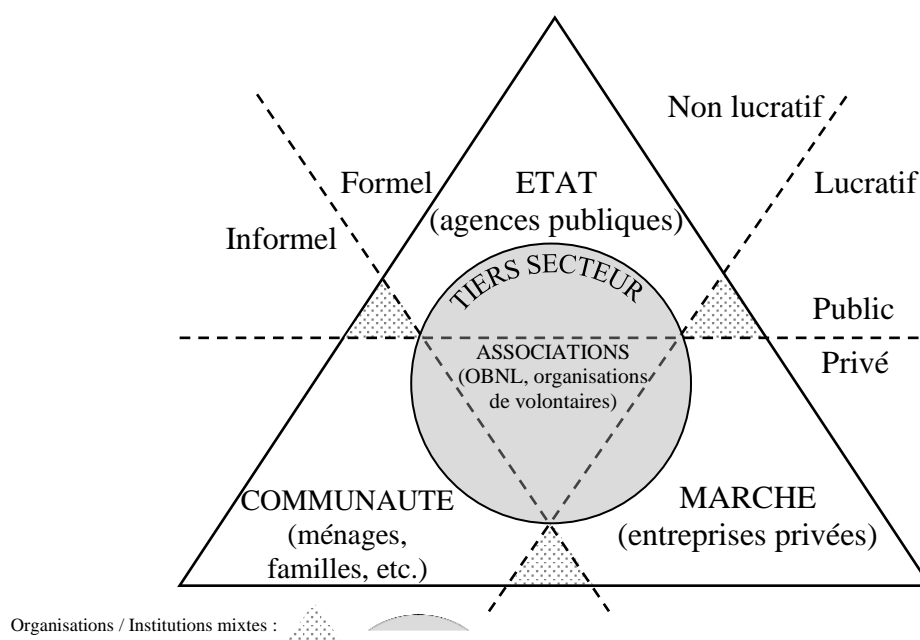 Non lucratif
Formel
ETAT
Lucratif
(agences publiques)
Informel
TIERS SECTEUR
Public
ASSOCIATIONS
Privé
(OBNL, organisations
de volontaires)
COMMUNAUTE
(ménages,
familles, etc.)
MARCHE
(entreprises privées)
Organisations / Institutions mixtes :